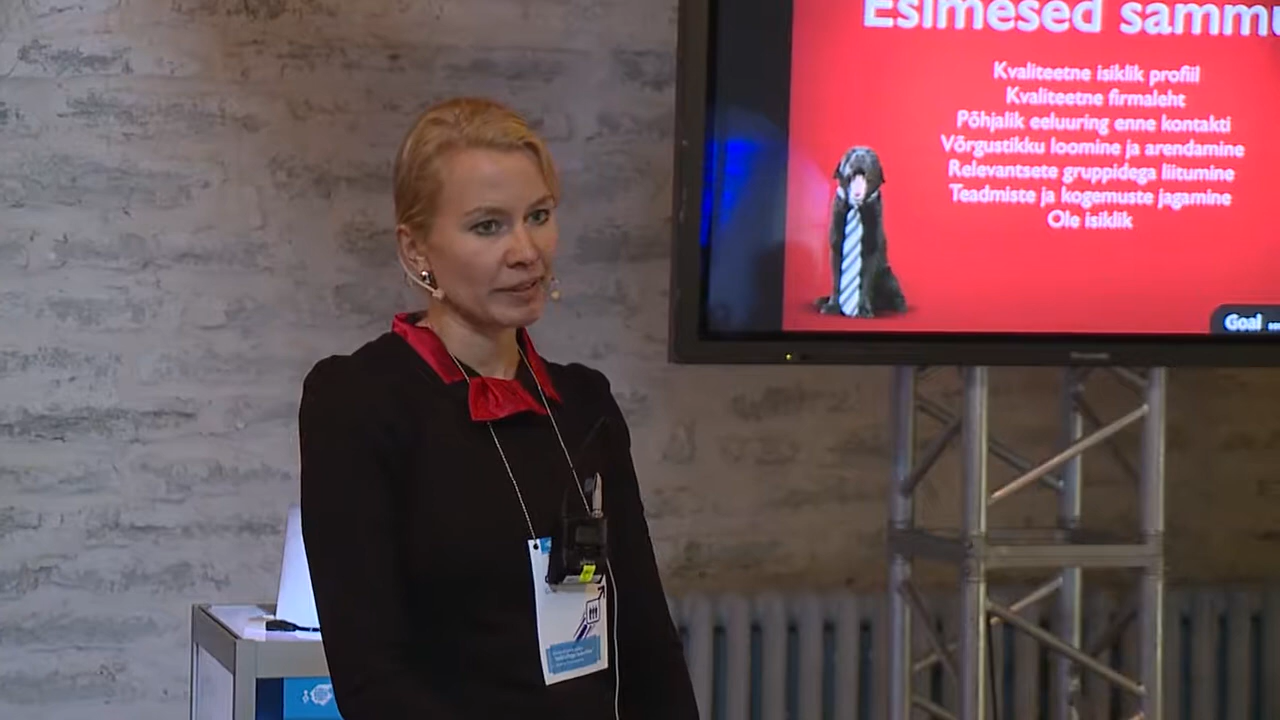 Esimesed sammu
Kvaliteetne isiklik profiil
Kvaliteetne firmaleht
Põhjalik eeluuring enne kontakti
Võrgustikku loomine ja arendamine
Relevantsete gruppidega liitumine
Teadmiste ja kogemuste jagamine
Ole isiklik
Goal
Panasonic